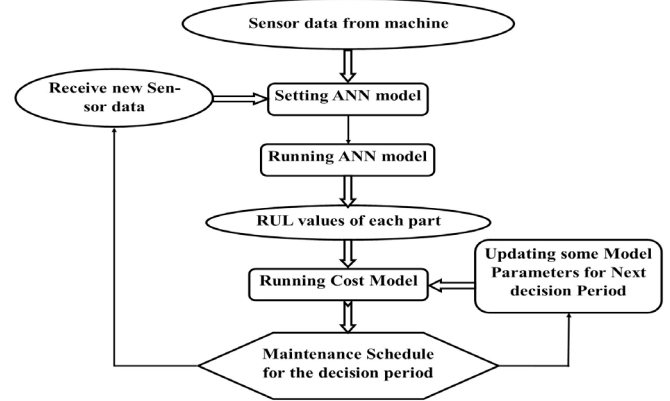 Sensor data from machine
Receive new Sen-
sor data
Setting ANN model
Running ANN model
RUL values of each part
Updating some Model
Parameters for Next
decision Period
Running Cost Model
Maintenance Schedule
for the decision period